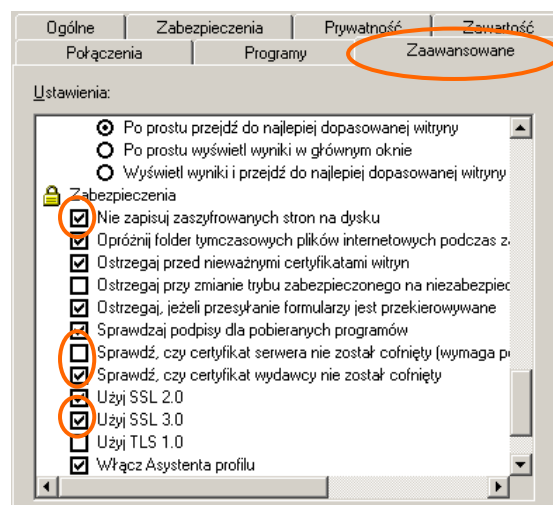 Ogólne Zabezpieczenia Prywatność Zawartość
Połączenia Programy Zaawansowane
Ustawienia:
Po prostu przejdź do najlepiej dopasowanej witryny
Po prostu wyświetl wyniki w głównym oknie
Wyświetl wyniki i przejdź do najlepiej dopasowanej witryny
Zabezpieczenia
Nie zapisuj zaszyfrowanych stron na dysku
Opróżnij folder tymczasowych plików internetowych podczas z
Ostrzegaj przed nieważnymi certyfikatami witryn
Ostrzegaj przy zmianie trybu zabezpieczonego na niezabezpiec
Ostrzegaj, jeżeli przesyłanie formularzy jest przekierowywane
Sprawdzaj podpisy dla pobieranych programów
Sprawdź, czy certyfikat serwera nie został cofnięty (wymaga p
Sprawdź, czy certyfikat wydawcy nie został cofnięty
Użyj SSL 2.0
Użyj SSL 3.0
Użyj TLS 1.0
Włącz Asystenta profilu